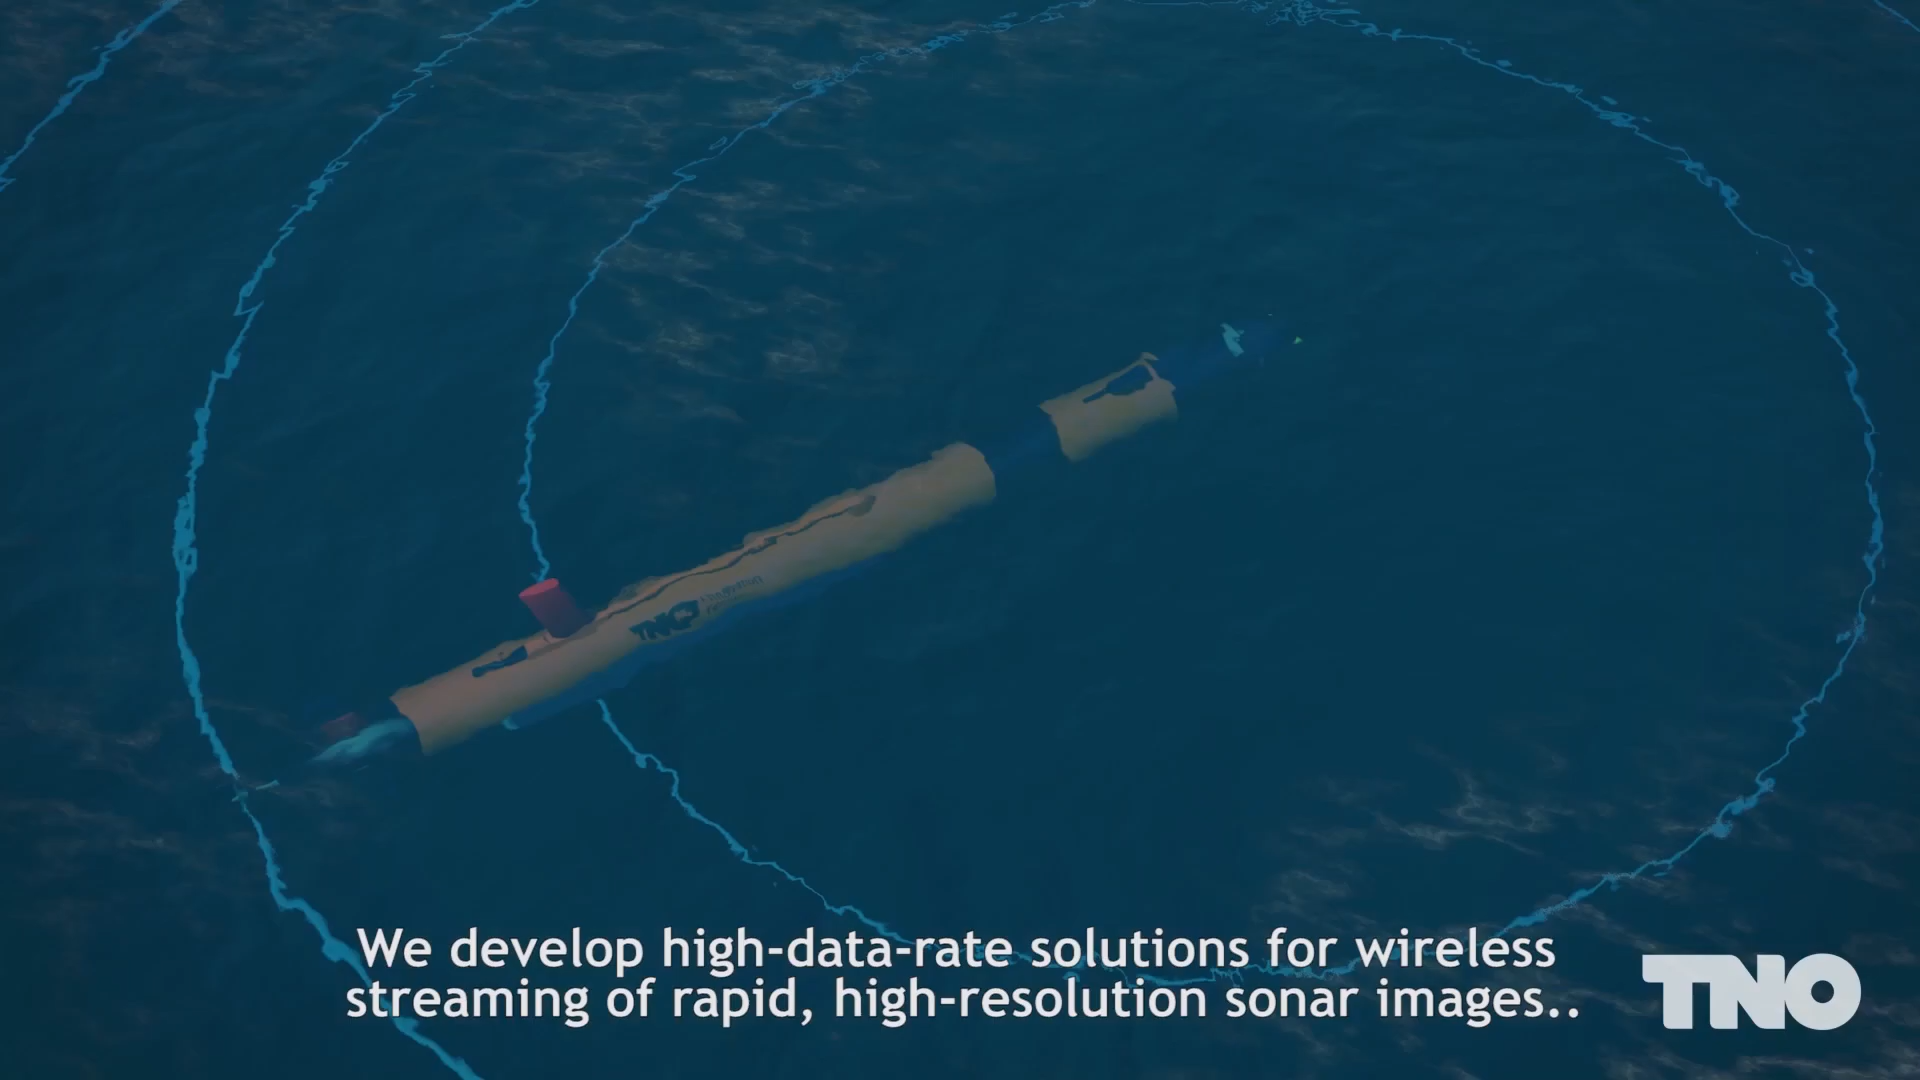 TNO
We develop high-data-rate solutions for wireless
streaming of rapid, high-resolution sonar images..
TNO